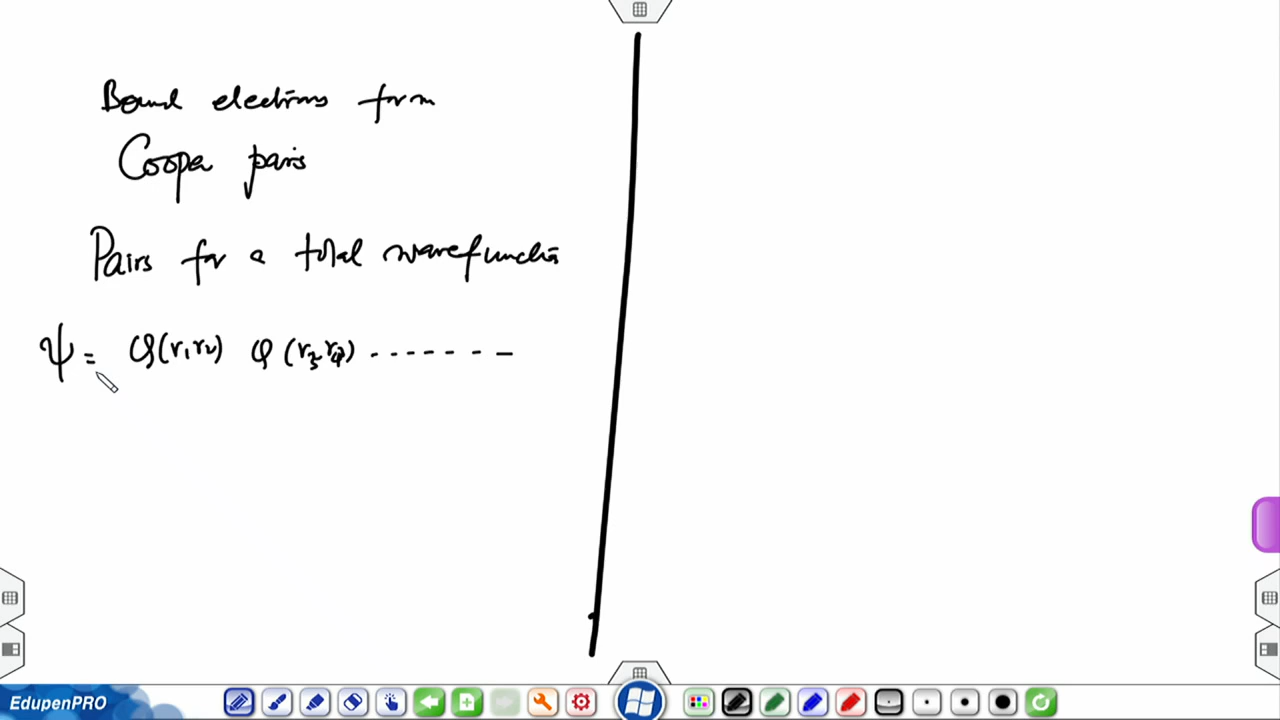 Bound electrons form
Cooper pairs
Pairs for a total wavefunction
ψ = φ(r₁r₂) φ(r₃r₄) -------
EdupenPRO